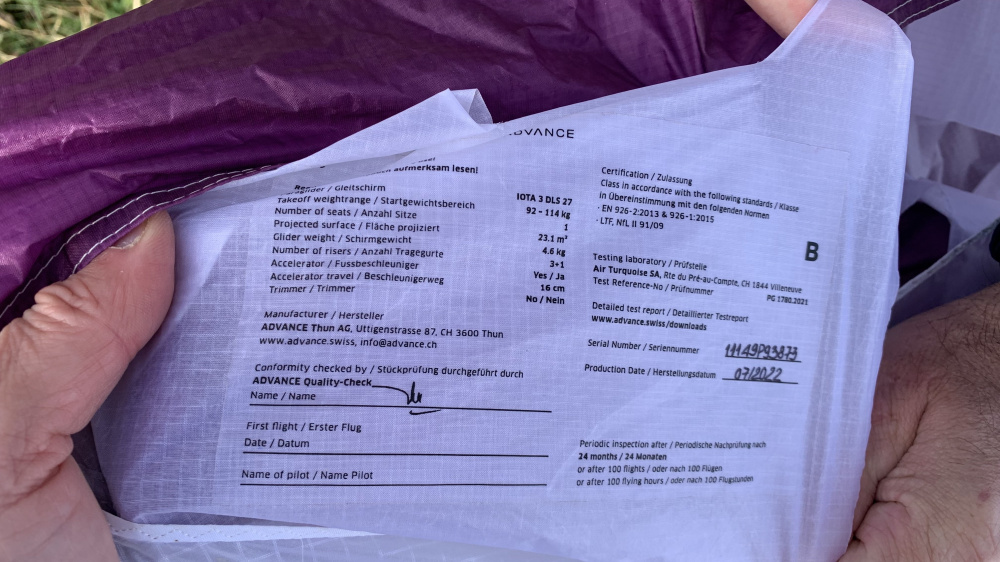 ADVANCE
aufmerksam lesen!
/ Gleitschirm IOTA 3 DLS 27
Takeoff weightrange / Startgewichtsbereich 92 – 114 kg
Number of seats / Anzahl Sitze 1
Projected surface / Fläche projiziert 23.1 m²
Glider weight / Schirmgewicht 4.6 kg
Number of risers / Anzahl Tragegurte 3+1
Accelerator / Fussbeschleuniger Yes / Ja
Accelerator travel / Beschleunigerweg 16 cm
Trimmer / Trimmer No / Nein
Manufacturer / Hersteller
ADVANCE Thun AG, Uttigenstrasse 87, CH 3600 Thun
www.advance.swiss, info@advance.ch
Conformity checked by / Stückprüfung durchgeführt durch
ADVANCE Quality-Check
Name / Name
First flight / Erster Flug
Date / Datum
Name of pilot / Name Pilot
Certification / Zulassung
Class in accordance with the following standards / Klasse
in Übereinstimmung mit den folgenden Normen
· EN 926-2:2013 & 926-1:2015
· LTF, NfL II 91/09
B
Testing laboratory / Prüfstelle
Air Turquoise SA, Rte du Pré-au-Compte, CH 1844 Villeneuve
Test Reference-No / Prüfnummer PG 1780.2021
Detailed test report / Detaillierter Testreport
www.advance.swiss/downloads
Serial Number / Seriennummer 11149P93873
Production Date / Herstellungsdatum 07/2022
Periodic inspection after / Periodische Nachprüfung nach
24 months / 24 Monaten
or after 100 flights / oder nach 100 Flügen
or after 100 flying hours / oder nach 100 Flugstunden